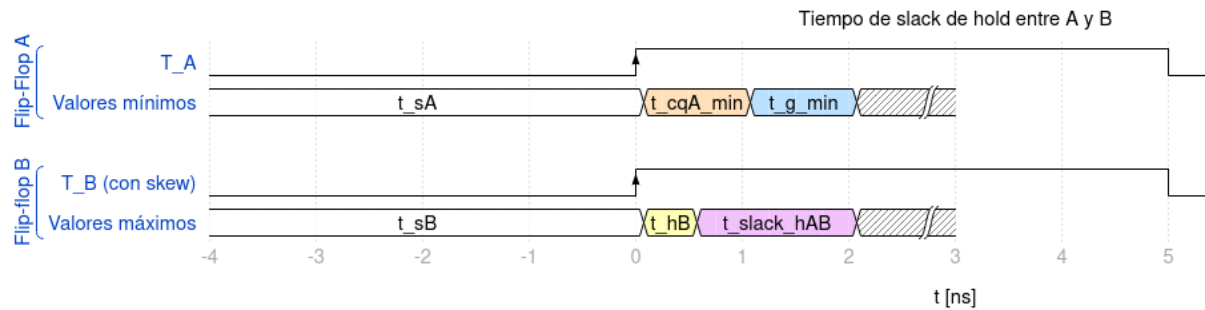 Tiempo de slack de hold entre A y B
Flip-Flop A
T_A
Valores mínimos
t_sA
t_cqA_min
t_g_min
Flip-flop B
T_B (con skew)
Valores máximos
t_sB
t_hB
t_slack_hAB
-4 -3 -2 -1 0 1 2 3 4 5
t [ns]